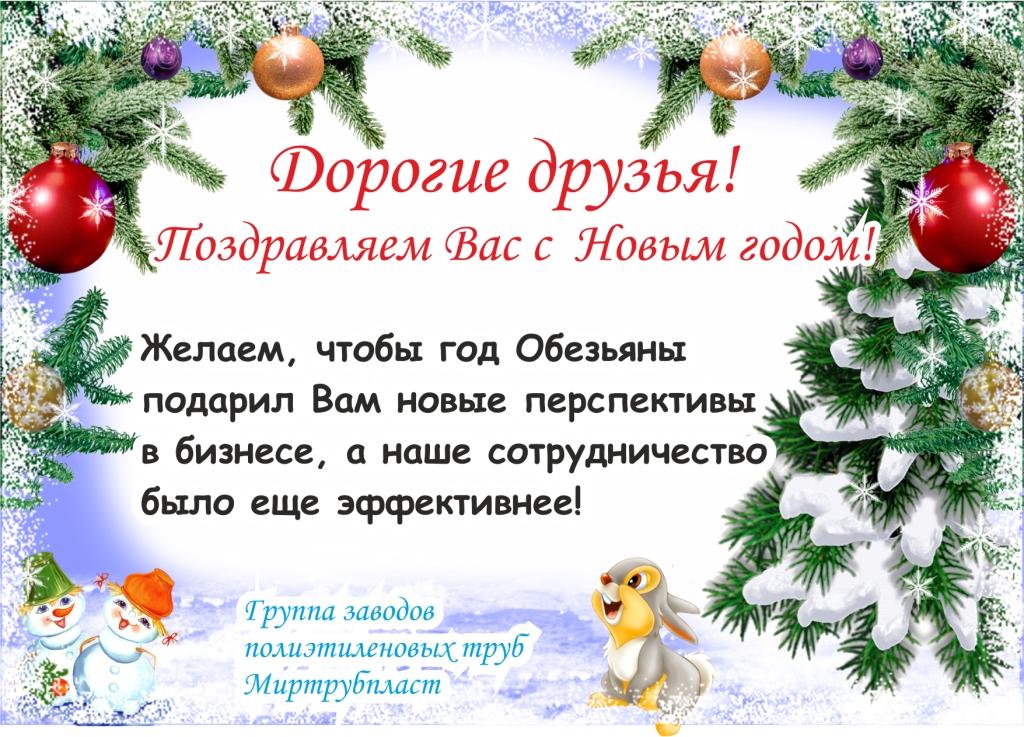 Дорогие друзья!
Поздравляем Вас с Новым годом!
Желаем, чтобы год Обезьяны
подарил Вам новые перспективы
в бизнесе, а наше сотрудничество
было еще эффективнее!
Группа заводов
полиэтиленовых труб
Миртрубпласт